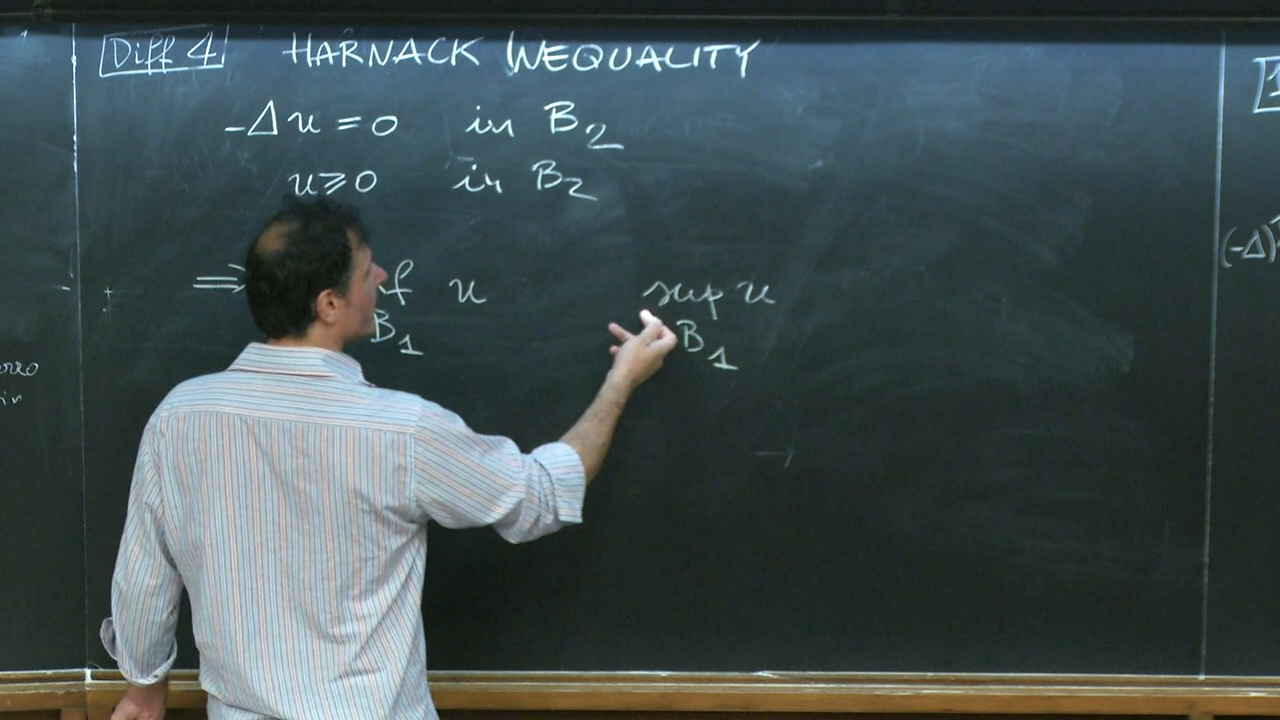 Diff 4 HARNACK INEQUALITY
-Δu = 0 in B₂
u ≥ 0 in B₂
⇒ f u sup u
B₁ B₁
(-Δ)